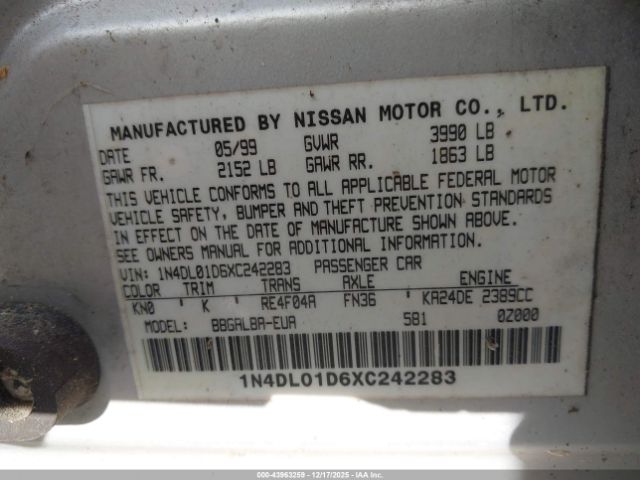 MANUFACTURED BY NISSAN MOTOR CO., LTD.
DATE 05/99 GVWR 3990 LB
GAWR FR. 2152 LB GAWR RR. 1863 LB
THIS VEHICLE CONFORMS TO ALL APPLICABLE FEDERAL MOTOR
VEHICLE SAFETY, BUMPER AND THEFT PREVENTION STANDARDS
IN EFFECT ON THE DATE OF MANUFACTURE SHOWN ABOVE.
SEE OWNERS MANUAL FOR ADDITIONAL INFORMATION.
VIN: 1N4DL01D6XC242283 PASSENGER CAR
COLOR TRIM TRANS AXLE ENGINE
KN0 K RE4F04A FN36 KA24DE 2389CC
MODEL: BBGALBA-EUA 581 0Z000
1N4DL01D6XC242283
000-43963259 - 12/17/2025 - IAAI.COM